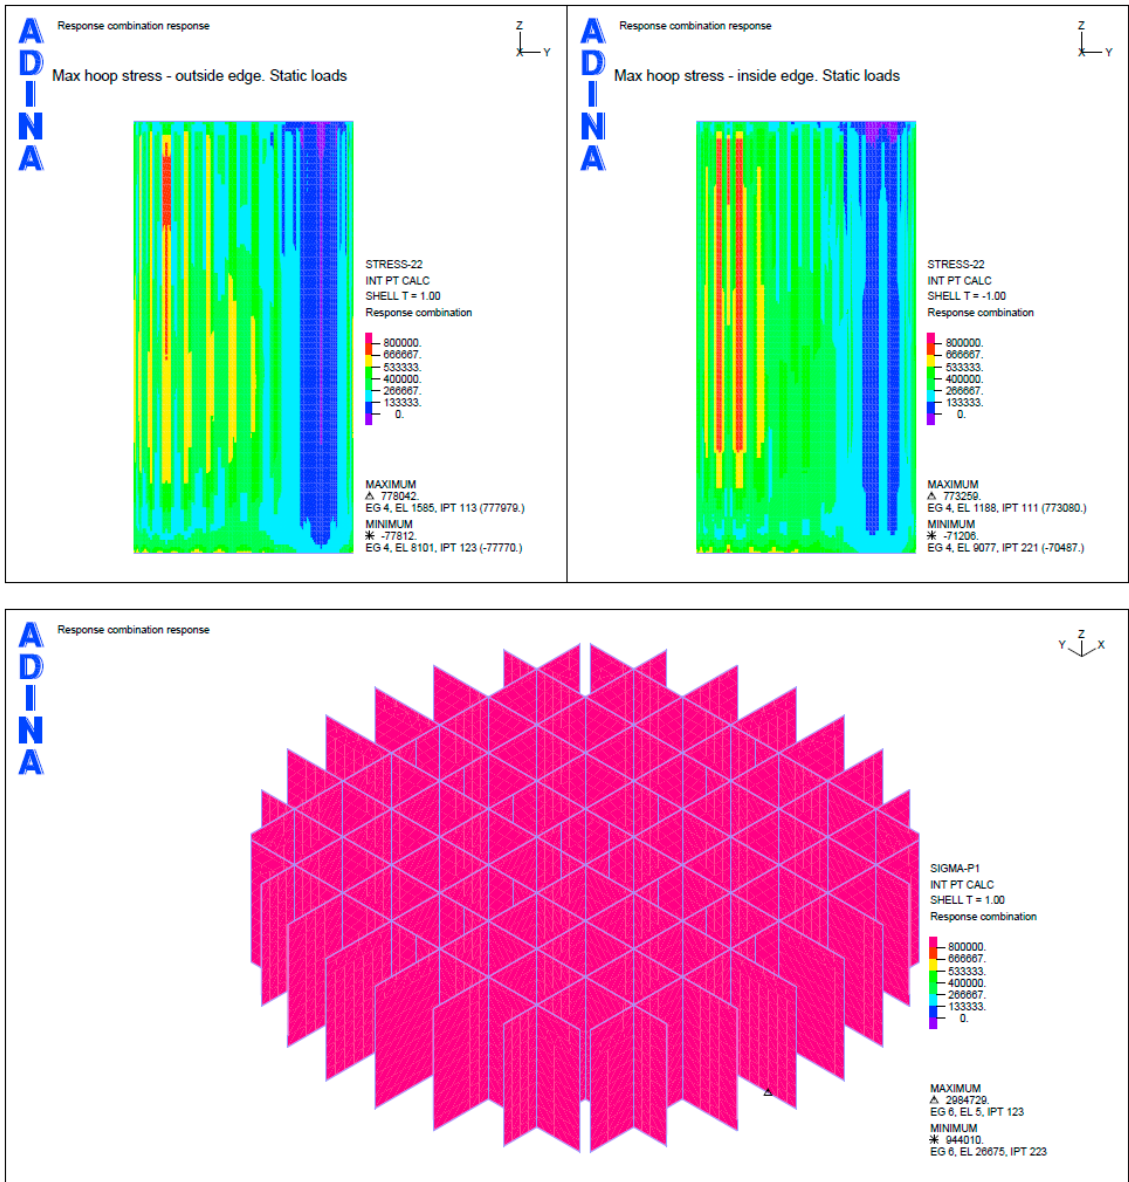 ADINA
Response combination response
Z
X Y
Max hoop stress - outside edge. Static loads
STRESS-22
INT PT CALC
SHELL T = 1.00
Response combination
800000.
666667.
533333.
400000.
266667.
133333.
0.
MAXIMUM
778042.
EG 4, EL 1585, IPT 113 (777979.)
MINIMUM
-77812.
EG 4, EL 8101, IPT 123 (-77770.)
ADINA
Response combination response
Z
X Y
Max hoop stress - inside edge. Static loads
STRESS-22
INT PT CALC
SHELL T = -1.00
Response combination
800000.
666667.
533333.
400000.
266667.
133333.
0.
MAXIMUM
773259.
EG 4, EL 1188, IPT 111 (773080.)
MINIMUM
-71206.
EG 4, EL 9077, IPT 221 (-70487.)
ADINA
Response combination response
Z
Y X
SIGMA-P1
INT PT CALC
SHELL T = 1.00
Response combination
800000.
666667.
533333.
400000.
266667.
133333.
0.
MAXIMUM
2984729.
EG 6, EL 5, IPT 123
MINIMUM
944010.
EG 6, EL 26675, IPT 223